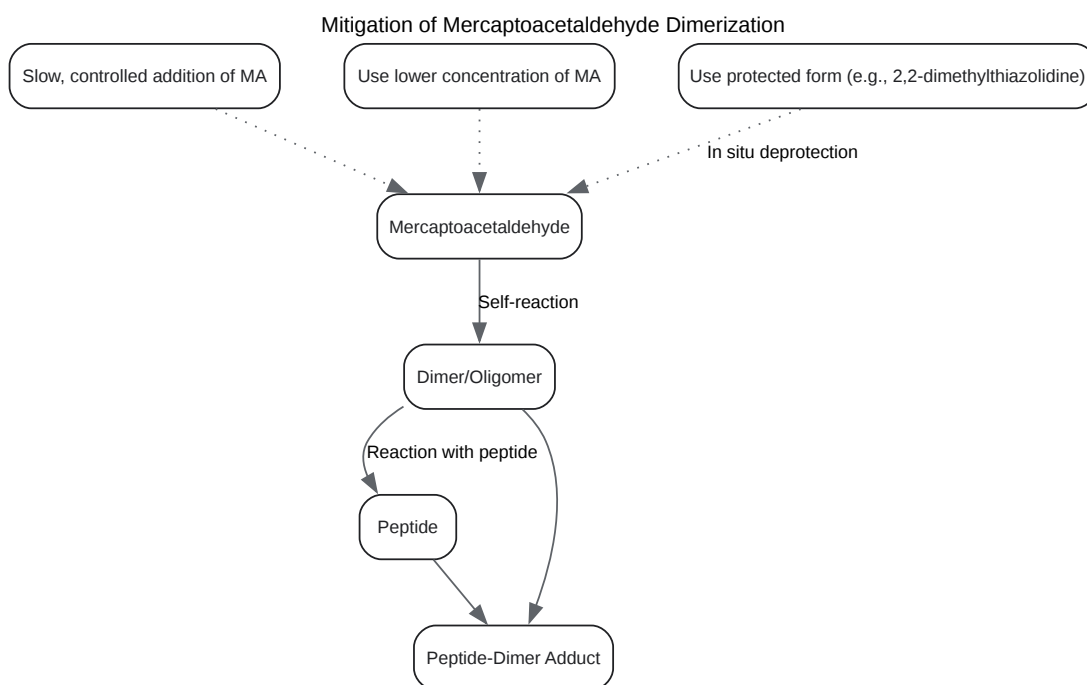 Mitigation of Mercaptoacetaldehyde Dimerization
Slow, controlled addition of MA
Use lower concentration of MA
Use protected form (e.g., 2,2-dimethylthiazolidine)
In situ deprotection
Mercaptoacetaldehyde
Self-reaction
Dimer/Oligomer
Reaction with peptide
Peptide
Peptide-Dimer Adduct